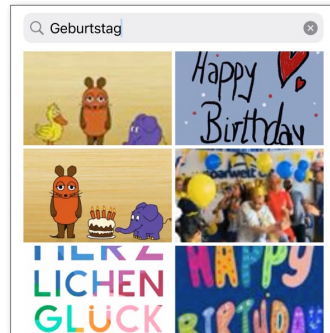 Geburtstag
Happy
Birthday
HERZ
LICHEN
GLÜCK
HAPPY
BIRTHDAY